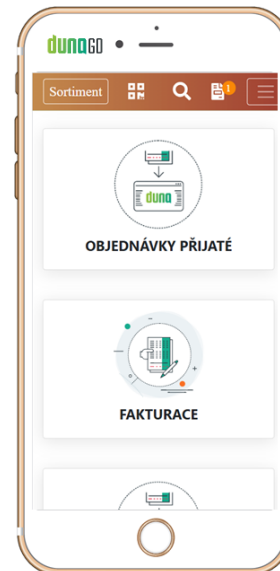 dunaGO
Sortiment
1
duna
OBJEDNÁVKY PŘIJATÉ
FAKTURACE